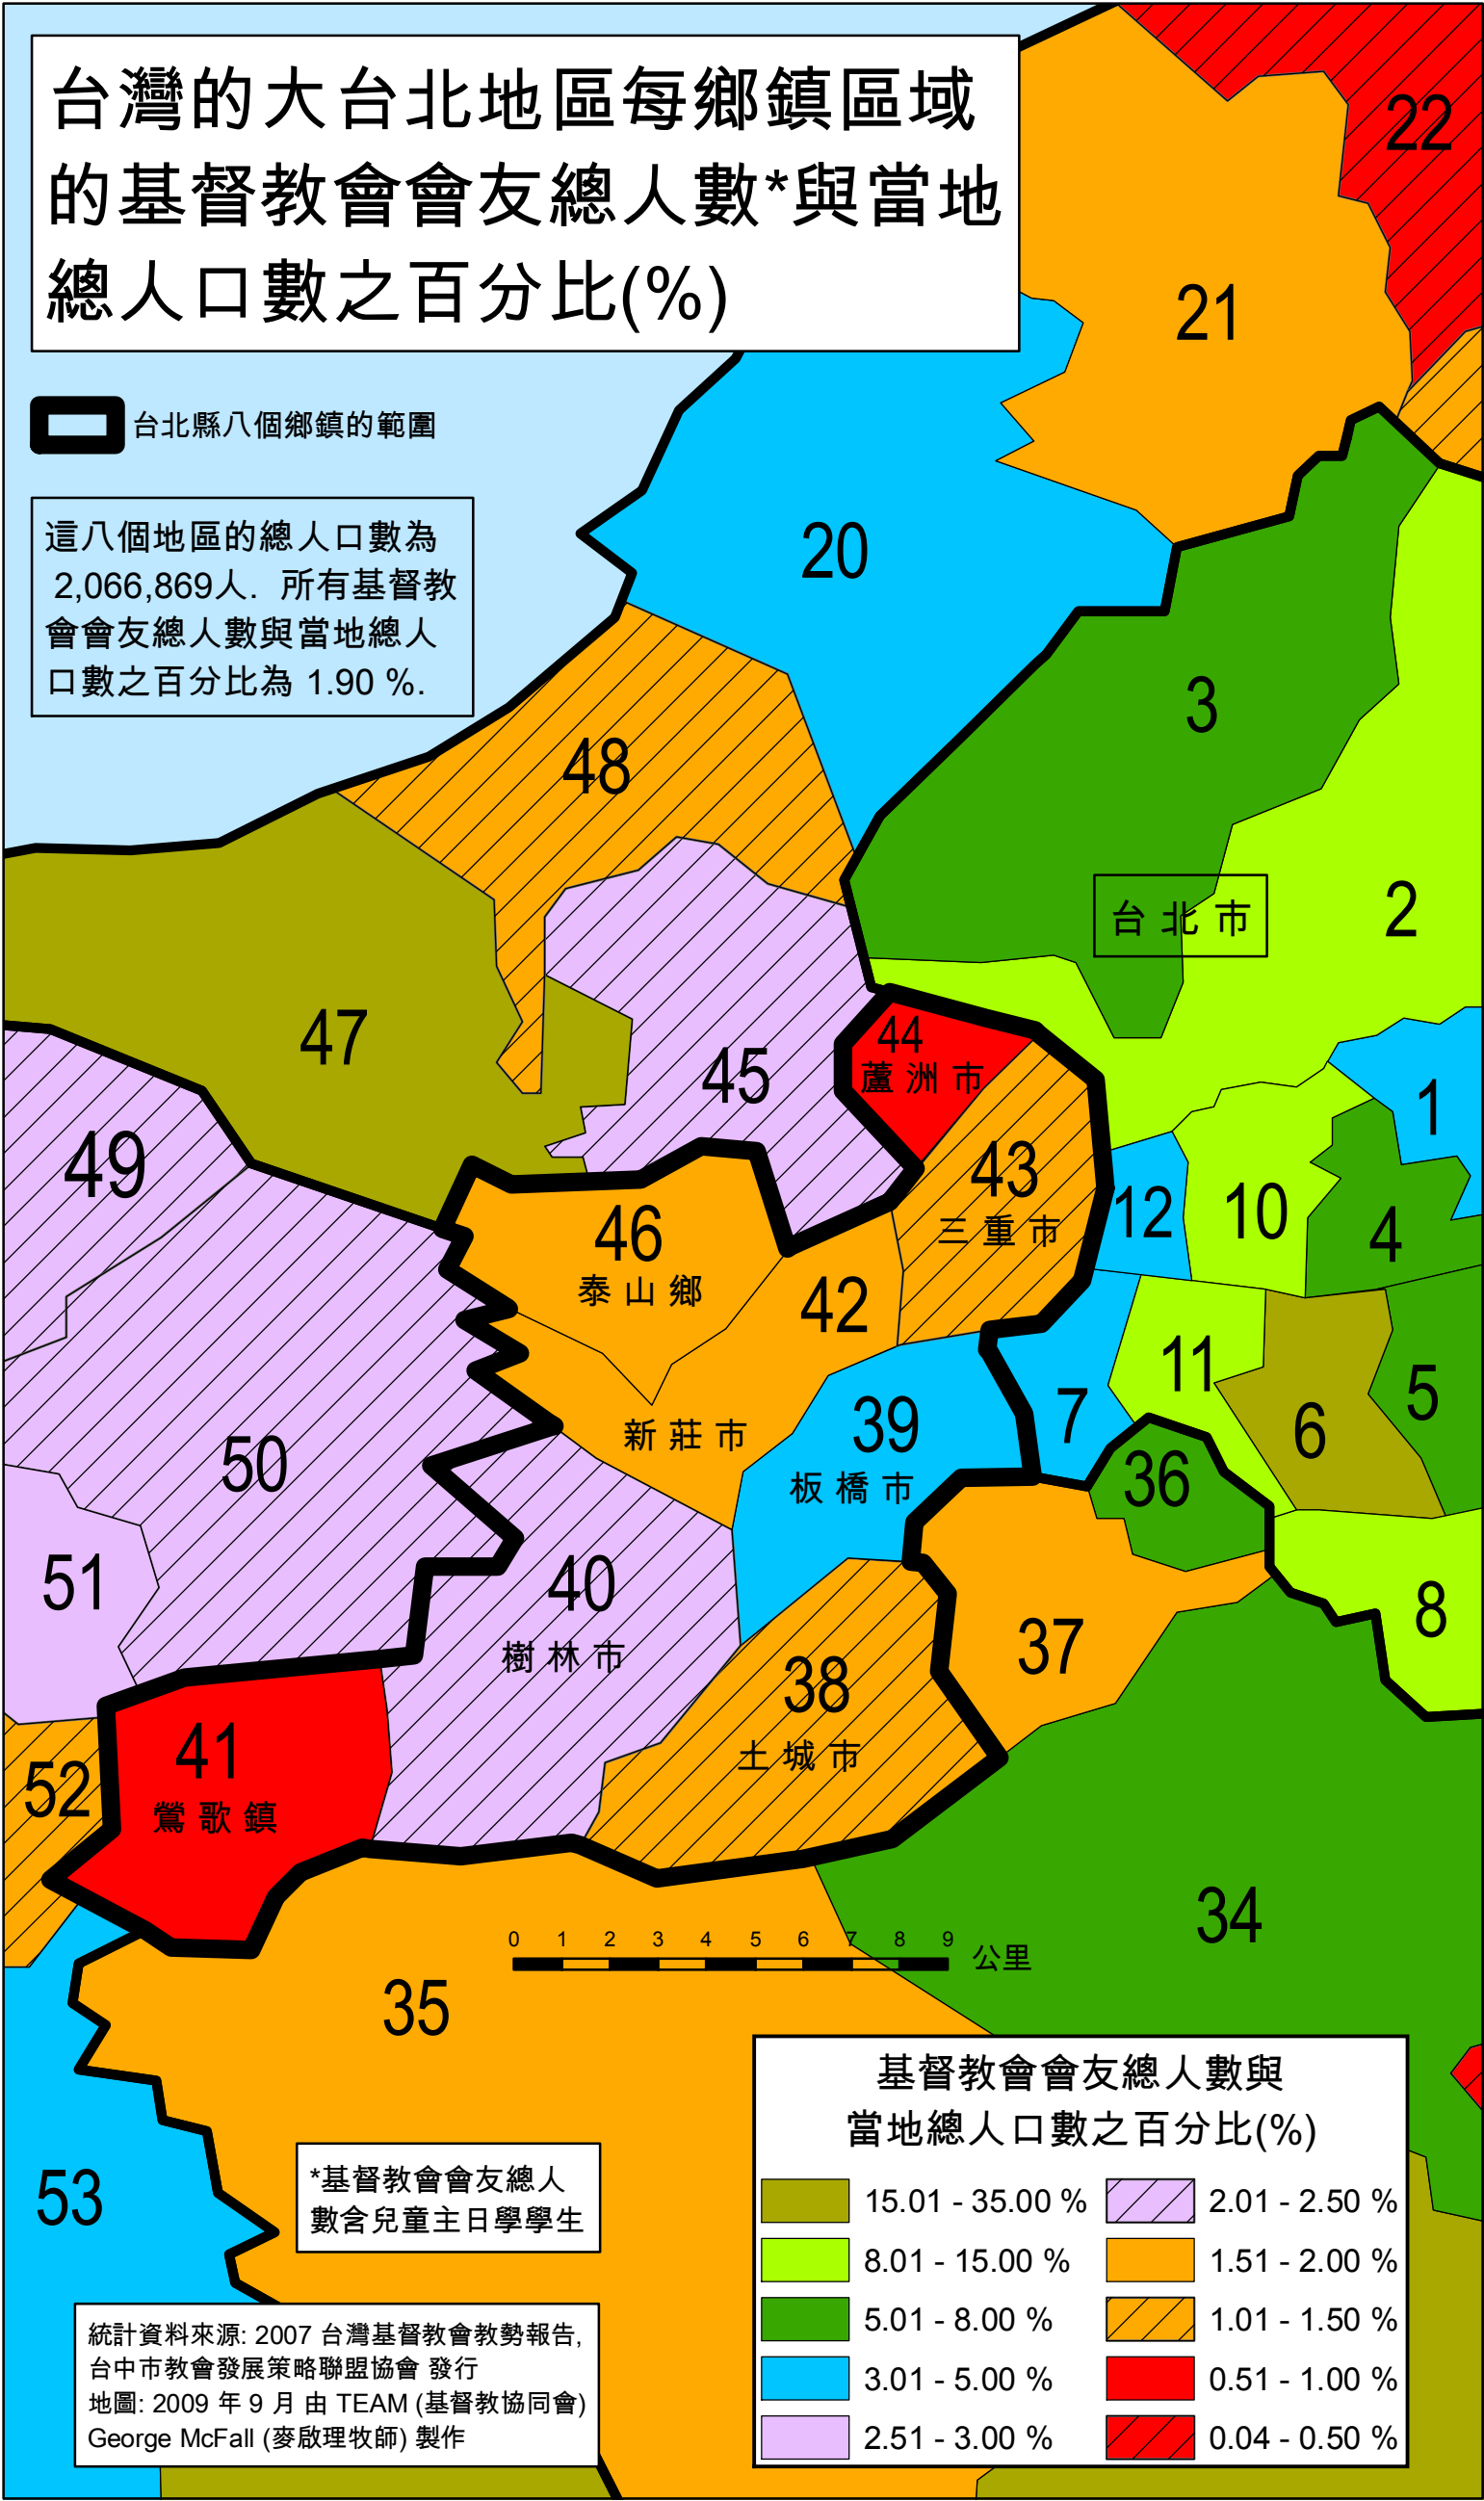 台灣的大台北地區每鄉鎮區域
的基督教會會友總人數*與當地
總人口數之百分比(%)
台北縣八個鄉鎮的範圍
這八個地區的總人口數為
2,066,869人. 所有基督教
會會友總人數與當地總人
口數之百分比為 1.90 %.
22
21
20
3
48
台 北 市
2
47
45
44
蘆 洲 市
1
49
43
三 重 市
12
10
4
46
泰 山 鄉
42
11
7
5
新 莊 市
39
板 橋 市
6
50
36
51
40
樹 林 市
8
37
38
土 城 市
41
鶯 歌 鎮
52
34
0 1 2 3 4 5 6 7 8 9 公里
35
53
*基督教會會友總人
數含兒童主日學學生
統計資料來源: 2007 台灣基督教會教勢報告,
台中市教會發展策略聯盟協會 發行
地圖: 2009 年 9 月 由 TEAM (基督教協同會)
George McFall (麥啟理牧師) 製作
基督教會會友總人數與
當地總人口數之百分比(%)
15.01 - 35.00 %
8.01 - 15.00 %
5.01 - 8.00 %
3.01 - 5.00 %
2.51 - 3.00 %
2.01 - 2.50 %
1.51 - 2.00 %
1.01 - 1.50 %
0.51 - 1.00 %
0.04 - 0.50 %